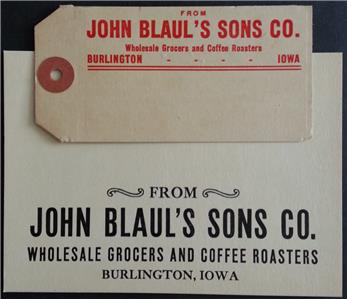 FROM
JOHN BLAUL'S SONS CO.
Wholesale Grocers and Coffee Roasters
BURLINGTON - - - - IOWA
FROM
JOHN BLAUL'S SONS CO.
WHOLESALE GROCERS AND COFFEE ROASTERS
BURLINGTON, IOWA